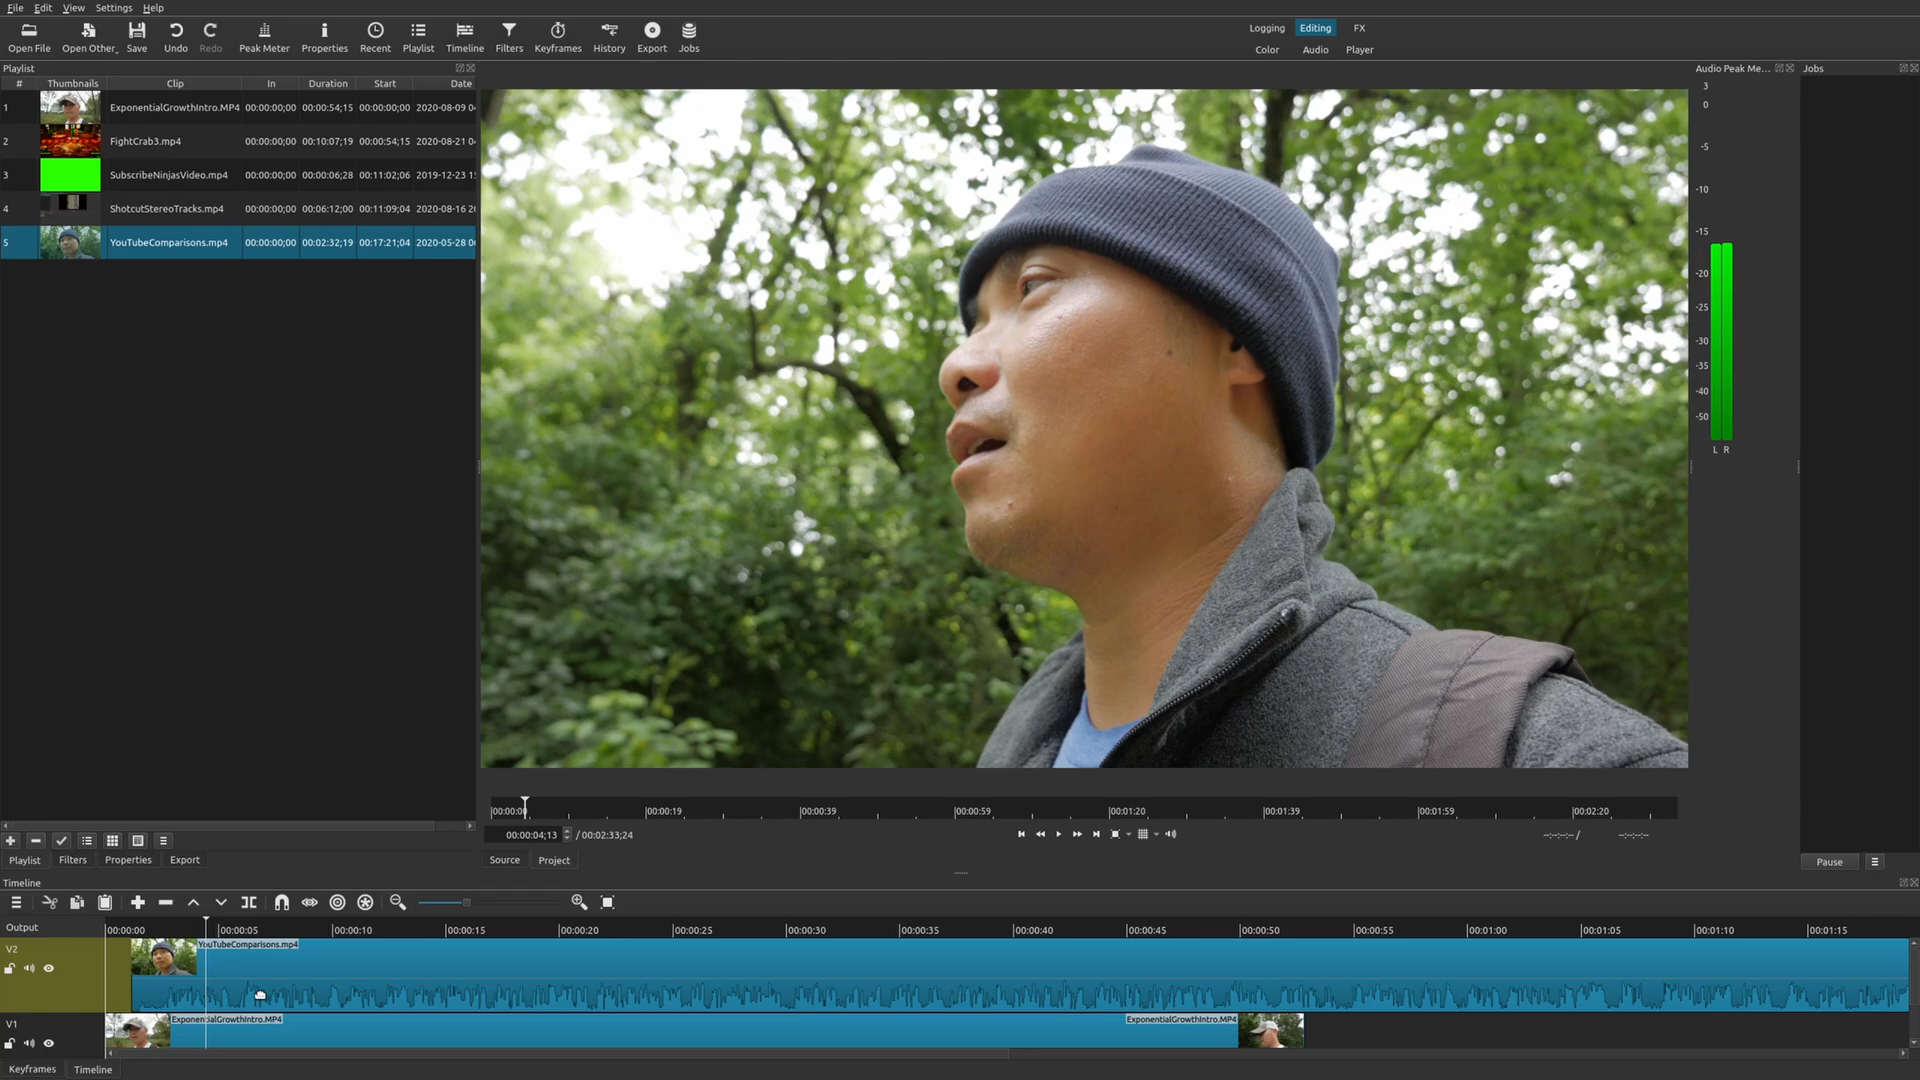 File Edit View Settings Help
Open File Open Other Save Undo Redo Peak Meter Properties Recent Playlist Timeline Filters Keyframes History Export Jobs
Logging Editing FX
Color Audio Player
Playlist
# Thumbnails Clip In Duration Start Date
1 ExponentialGrowthIntro.MP4 00:00:00;00 00:00:54;15 00:00:00;00 2020-08-09
2 FightCrab3.mp4 00:00:00;00 00:10:07;19 00:00:54;15 2020-08-21
3 SubscribeNinjasVideo.mp4 00:00:00;00 00:00:06;28 00:11:02;06 2019-12-23
4 ShotcutStereoTracks.mp4 00:00:00;00 00:06:12;00 00:11:09;04 2020-08-16
5 YouTubeComparisons.mp4 00:00:00;00 00:02:32;19 00:17:21;04 2020-05-28
Audio Peak Me...
3
0
-5
-10
-15
-20
-25
-30
-35
-40
-50
L R
Jobs
00:00:00 00:00:19 00:00:39 00:00:59 00:01:20 00:01:39 00:01:59 00:02:20
00:00:04;13 / 00:02:33;24
--:--:--:-- / --:--:--:--
Playlist Filters Properties Export
Source Project
Pause
Timeline
Output
00:00:00 00:00:05 00:00:10 00:00:15 00:00:20 00:00:25 00:00:30 00:00:35 00:00:40 00:00:45 00:00:50 00:00:55 00:01:00 00:01:05 00:01:10 00:01:15
V2
YouTubeComparisons.mp4
V1
ExponentialGrowthIntro.MP4 ExponentialGrowthIntro.MP4
Keyframes Timeline